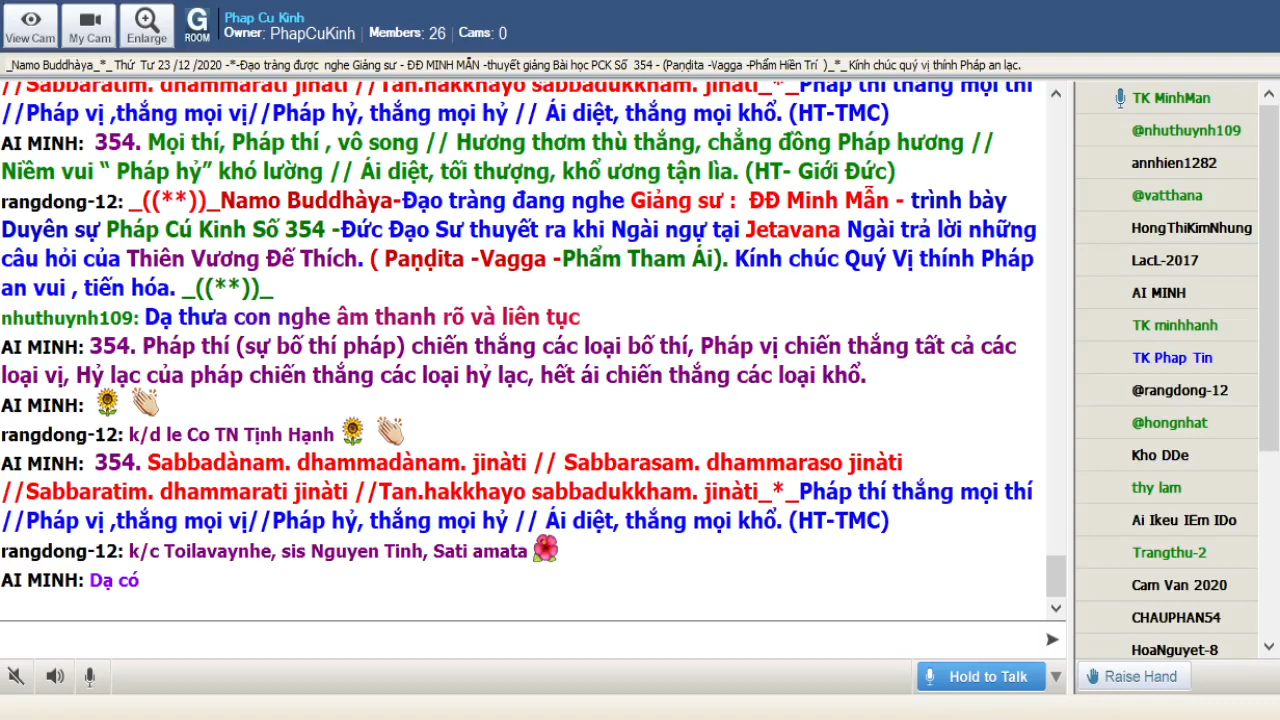 View Cam
My Cam
Enlarge
G
ROOM
Phap Cu Kinh
Owner: PhapCuKinh | Members: 26 | Cams: 0
_Namo Buddhàya_*_ Thứ Tư 23 /12 /2020 -*-Đạo tràng được nghe Giảng sư - ĐĐ MINH MẪN -thuyết giảng Bài học PCK Số 354 - (Paṇḍita -Vagga -Phẩm Hiền Trí )_*_ Kính chúc quý vị thính Pháp an lạc.
//Sabbaratim. dhammarati jinàti //Tan.hakkhayo sabbadukkham. jinàti_*_Pháp thí thắng mọi thí
//Pháp vị ,thắng mọi vị//Pháp hỷ, thắng mọi hỷ // Ái diệt, thắng mọi khổ. (HT-TMC)
AI MINH: 354. Mọi thí, Pháp thí , vô song // Hương thơm thù thắng, chẳng đồng Pháp hương //
Niềm vui “ Pháp hỷ” khó lường // Ái diệt, tối thượng, khổ ương tận lìa. (HT- Giới Đức)
rangdong-12: _((**))_Namo Buddhàya-Đạo tràng đang nghe Giảng sư : ĐĐ Minh Mẫn - trình bày
Duyên sự Pháp Cú Kinh Số 354 -Đức Đạo Sư thuyết ra khi Ngài ngự tại Jetavana Ngài trả lời những
câu hỏi của Thiên Vương Đế Thích. ( Paṇḍita -Vagga -Phẩm Tham Ái). Kính chúc Quý Vị thính Pháp
an vui , tiến hóa. _((**))_
nhuthuynh109: Dạ thưa con nghe âm thanh rõ và liên tục
AI MINH: 354. Pháp thí (sự bố thí pháp) chiến thắng các loại bố thí, Pháp vị chiến thắng tất cả các
loại vị, Hỷ lạc của pháp chiến thắng các loại hỷ lạc, hết ái chiến thắng các loại khổ.
AI MINH:
rangdong-12: k/d le Co TN Tịnh Hạnh
AI MINH: 354. Sabbadànam. dhammadànam. jinàti // Sabbarasam. dhammaraso jinàti
//Sabbaratim. dhammarati jinàti //Tan.hakkhayo sabbadukkham. jinàti_*_Pháp thí thắng mọi thí
//Pháp vị ,thắng mọi vị//Pháp hỷ, thắng mọi hỷ // Ái diệt, thắng mọi khổ. (HT-TMC)
rangdong-12: k/c Toilavaynhe, sis Nguyen Tinh, Sati amata
AI MINH: Dạ có
Hold to Talk
TK MinhMan
@nhuthuynh109
annhien1282
@vatthana
HongThiKimNhung
LacL-2017
AI MINH
TK minhhanh
TK Phap Tin
@rangdong-12
@hongnhat
Kho DDe
thy lam
Ai Ikeu IEm IDo
Trangthu-2
Cam Van 2020
CHAUPHAN54
HoaNguyet-8
Raise Hand